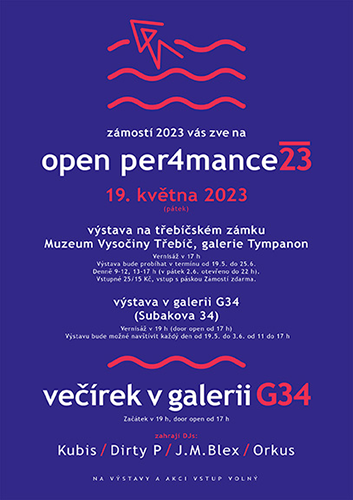 zámostí 2023 vás zve na
open per4mance 23
19. května 2023
(pátek)
výstava na třebíčském zámku
Muzeum Vysočiny Třebíč, galerie Tympanon
Vernisáž v 17 h
Výstava bude probíhat v termínu od 19.5. do 25.6.
Denně 9-12, 13-17 h (v pátek 2.6. otevřeno do 22 h).
Vstupné 25/15 Kč, vstup s páskou Zámostí zdarma.
výstava v galerii G34
(Subakova 34)
Vernisáž v 19 h (door open od 17 h)
Výstavu bude možné navštívit každý den od 19.5. do 3.6. od 11 do 17 h
večírek v galerii G34
Začátek v 19 h, door open od 17 h
zahrají DJs:
Kubis / Dirty P / J.M.Blex / Orkus
NA VÝSTAVY A AKCI VSTUP VOLNÝ